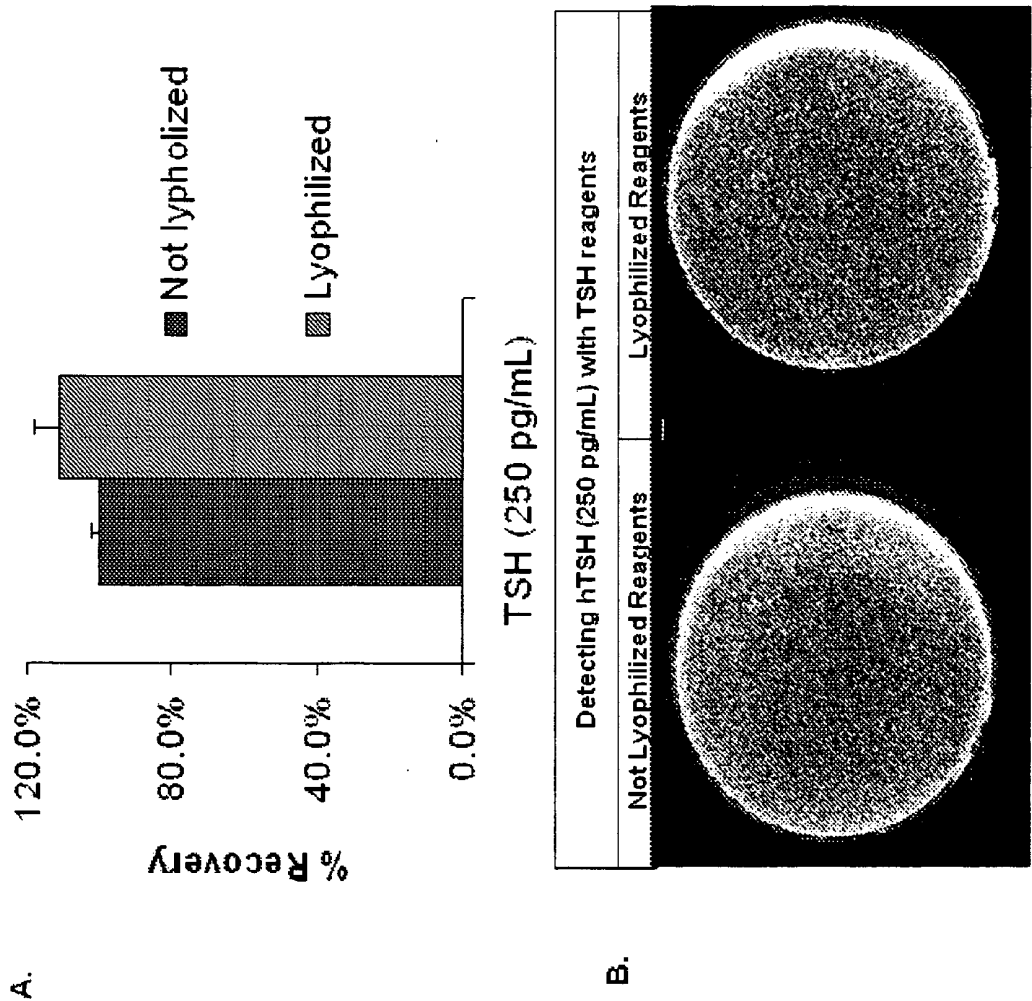 A.
% Recovery
120.0%
80.0%
40.0%
0.0%
Not lypholized
Lyophilized
TSH (250 pg/mL)
B.
Detecting hTSH (250 pg/mL) with TSH reagents
Not Lyophilized Reagents
Lyophilized Reagents